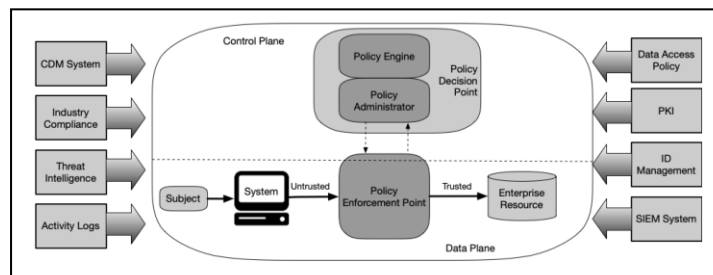 CDM System
Industry
Compliance
Threat
Intelligence
Activity Logs
Control Plane
Policy Engine
Policy
Administrator
Policy
Decision
Point
Subject
System
Untrusted
Policy
Enforcement Point
Trusted
Enterprise
Resource
Data Plane
Data Access
Policy
PKI
ID
Management
SIEM System